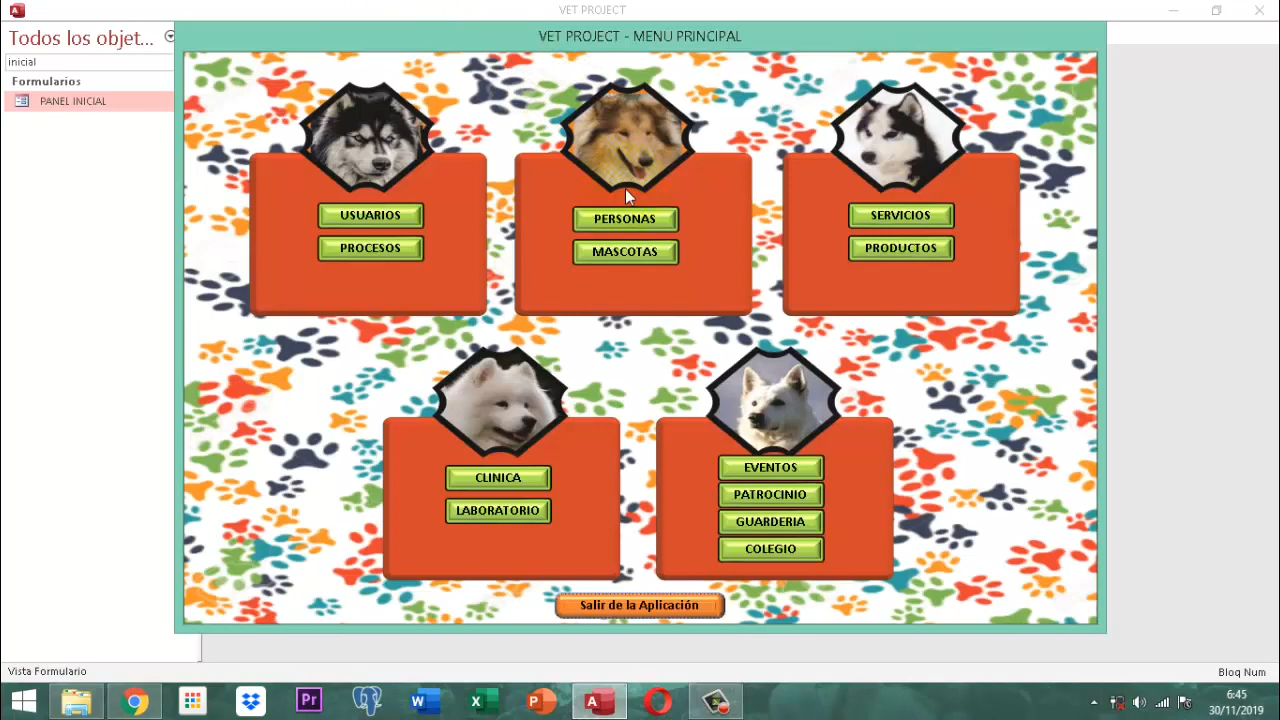 VET PROJECT
Todos los objet...
inicial
Formularios
PANEL INICIAL
VET PROJECT - MENU PRINCIPAL
USUARIOS
PROCESOS
PERSONAS
MASCOTAS
SERVICIOS
PRODUCTOS
CLINICA
LABORATORIO
EVENTOS
PATROCINIO
GUARDERIA
COLEGIO
Salir de la Aplicación
Vista Formulario
Bloq Num
Pr
W
X
P
A
6:45
30/11/2019